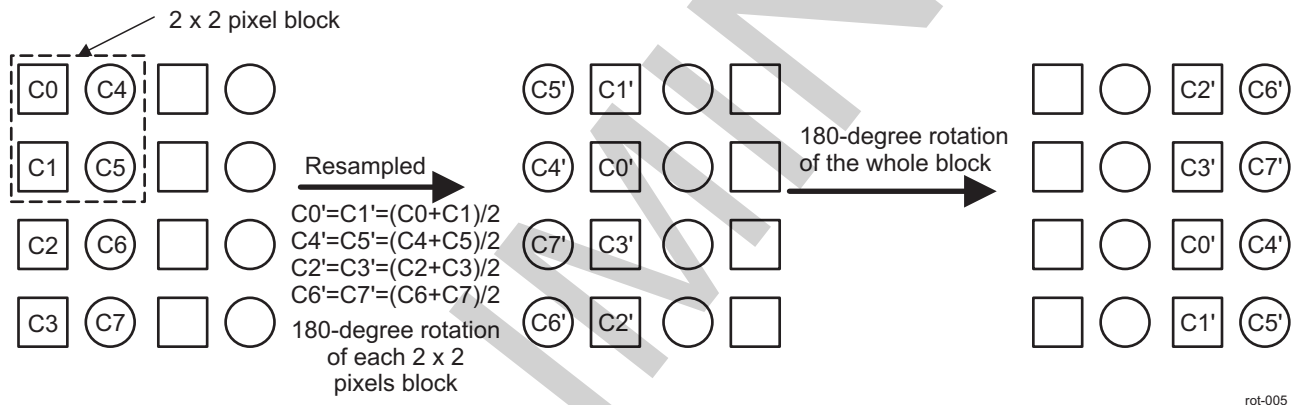 2 x 2 pixel block
C0 C4
C1 C5
C2 C6
C3 C7
Resampled
C0'=C1'=(C0+C1)/2
C4'=C5'=(C4+C5)/2
C2'=C3'=(C2+C3)/2
C6'=C7'=(C6+C7)/2
180-degree rotation
of each 2 x 2
pixels block
C5' C1'
C4' C0'
C7' C3'
C6' C2'
180-degree rotation
of the whole block
C2' C6'
C3' C7'
C0' C4'
C1' C5'
rot-005
IMIN